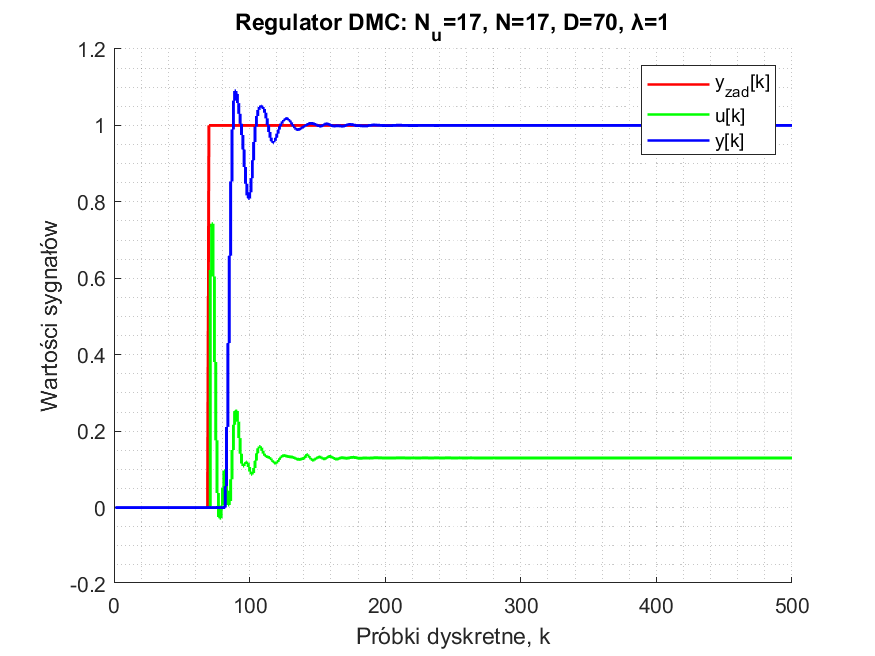 Regulator DMC: Nu=17, N=17, D=70, λ=1
1.2
1
0.8
0.6
0.4
0.2
0
-0.2
Wartości sygnałów
yzad[k]
u[k]
y[k]
0 100 200 300 400 500
Próbki dyskretne, k